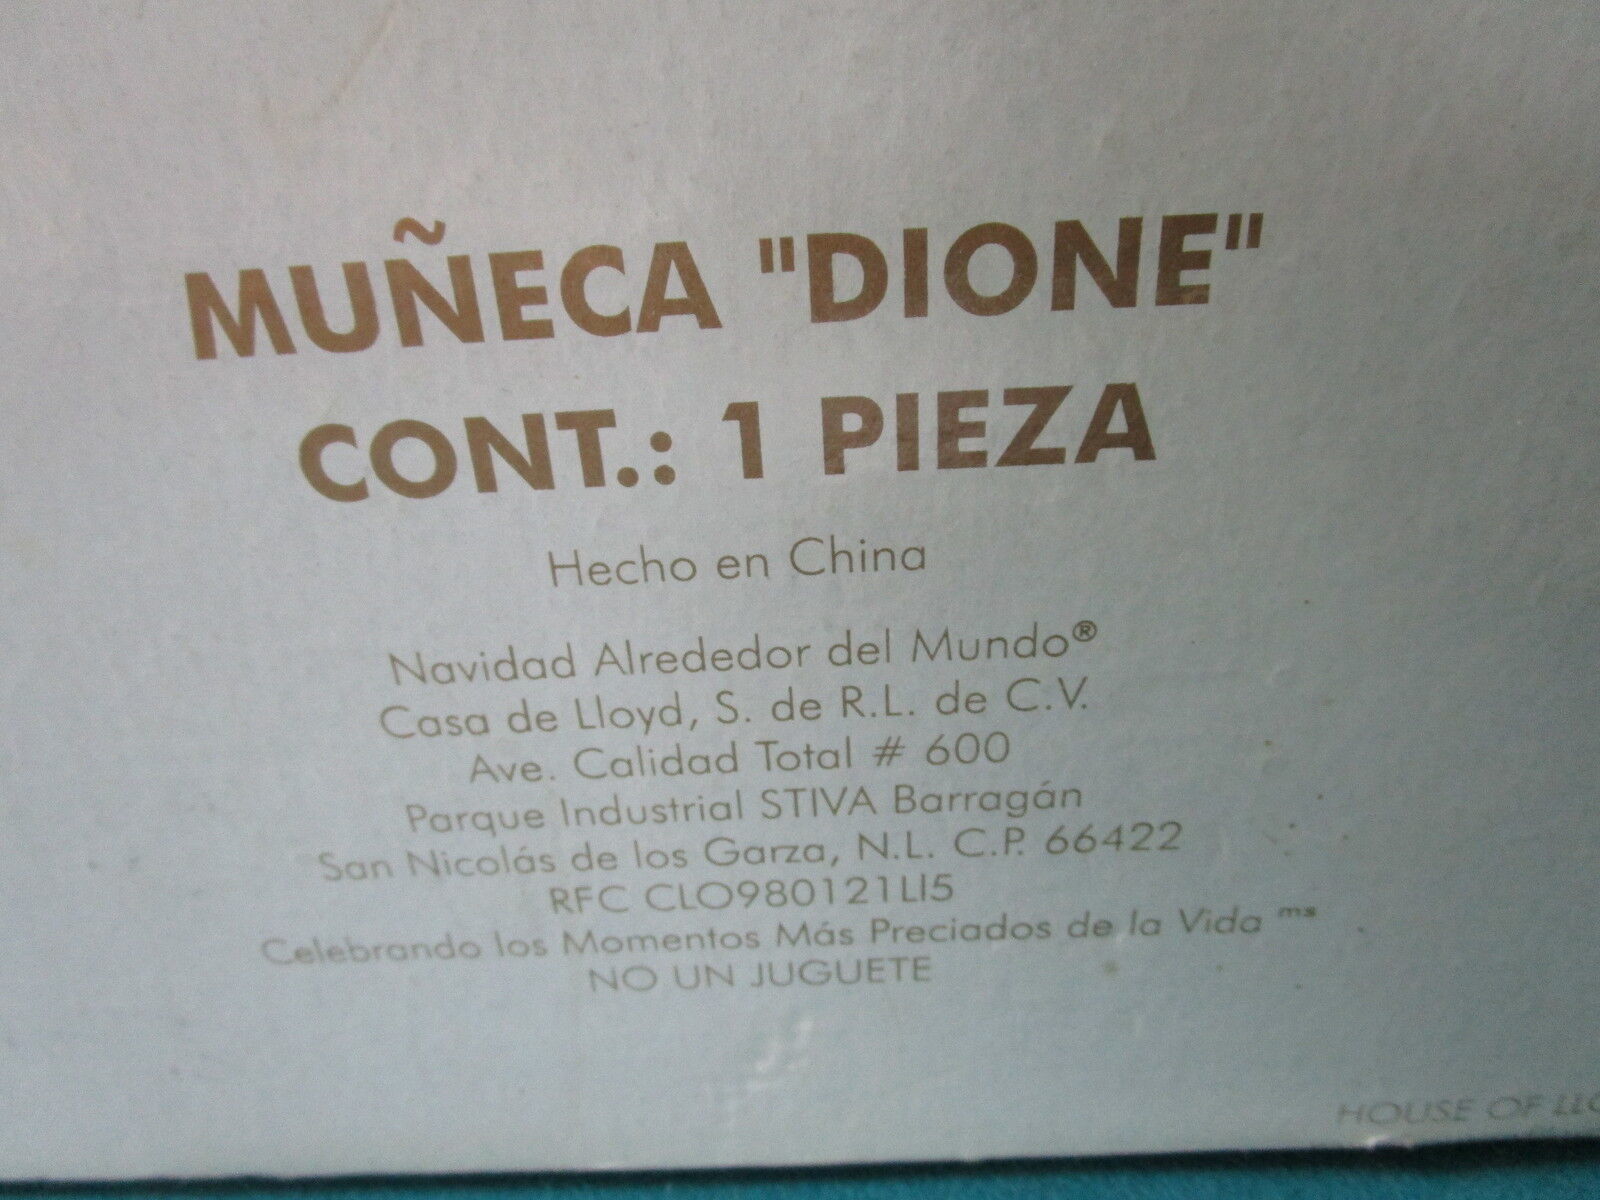 MUÑECA "DIONE"
CONT.: 1 PIEZA
Hecho en China
Navidad Alrededor del Mundo®
Casa de Lloyd, S. de R.L. de C.V.
Ave. Calidad Total # 600
Parque Industrial STIVA Barragán
San Nicolás de los Garza, N.L. C.P. 66422
RFC CLO980121LI5
Celebrando los Momentos Más Preciados de la Vida ms
NO UN JUGUETE
HOUSE OF